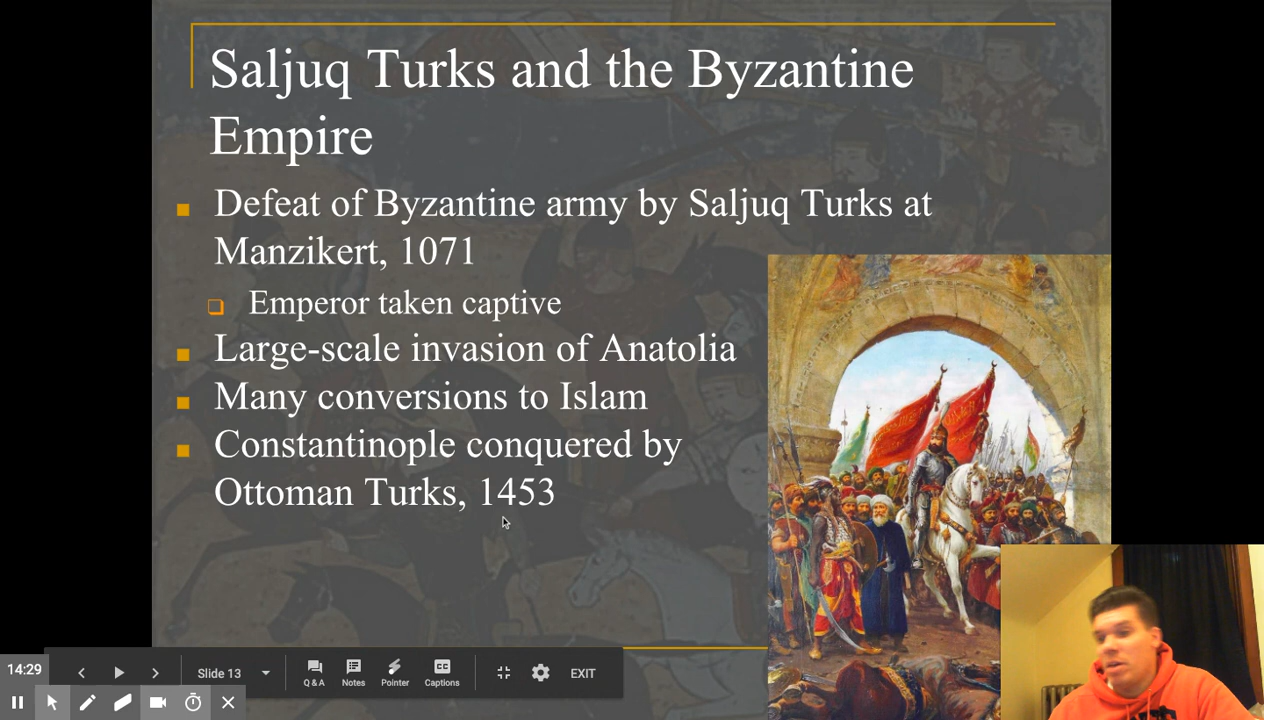 Saljuq Turks and the Byzantine
Empire
Defeat of Byzantine army by Saljuq Turks at
Manzikert, 1071
Emperor taken captive
Large-scale invasion of Anatolia
Many conversions to Islam
Constantinople conquered by
Ottoman Turks, 1453
14:29
Slide 13
Q & A
Notes
Pointer
CC
Captions
EXIT